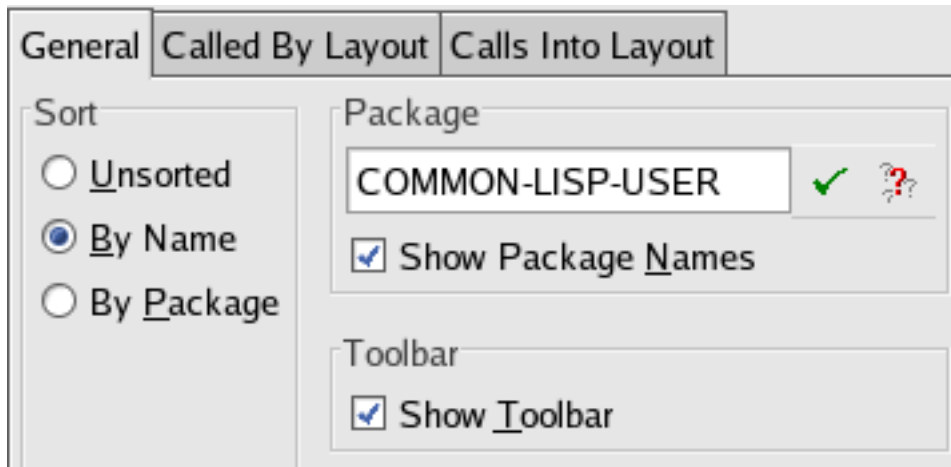 General Called By Layout Calls Into Layout
Sort
Unsorted
By Name
By Package
Package
COMMON-LISP-USER
Show Package Names
Toolbar
Show Toolbar